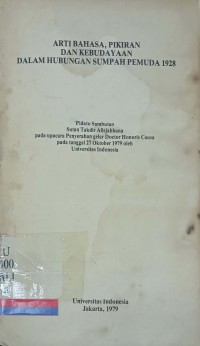 ARTI BAHASA, PIKIRAN
DAN KEBUDAYAAN
DALAM HUBUNGAN SUMPAH PEMUDA 1928
Pidato Sambutan
Sutan Takdir Alisjahbana
pada upacara Penyerahan gelar Doctor Honoris Causa
pada tanggal 27 Oktober 1979 oleh
Universitas Indonesia
U
Universitas Indonesia
Jakarta, 1979